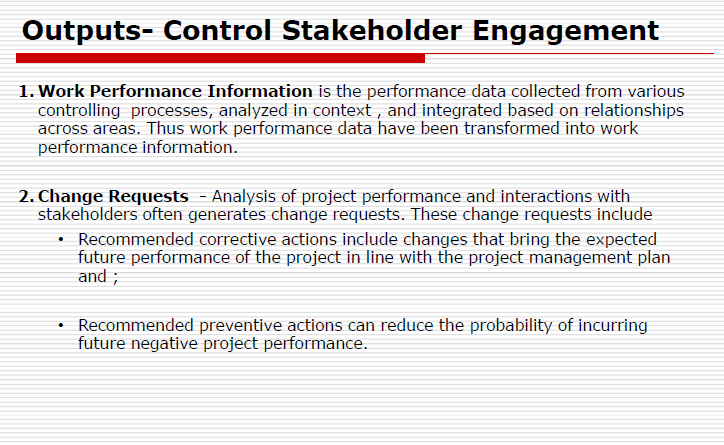 Outputs- Control Stakeholder Engagement
1. Work Performance Information is the performance data collected from various
controlling  processes, analyzed in context , and integrated based on relationships
across areas. Thus work performance data have been transformed into work
performance information.
2. Change Requests  - Analysis of project performance and interactions with
stakeholders often generates change requests. These change requests include
• Recommended corrective actions include changes that bring the expected
future performance of the project in line with the project management plan
and ;
• Recommended preventive actions can reduce the probability of incurring
future negative project performance.